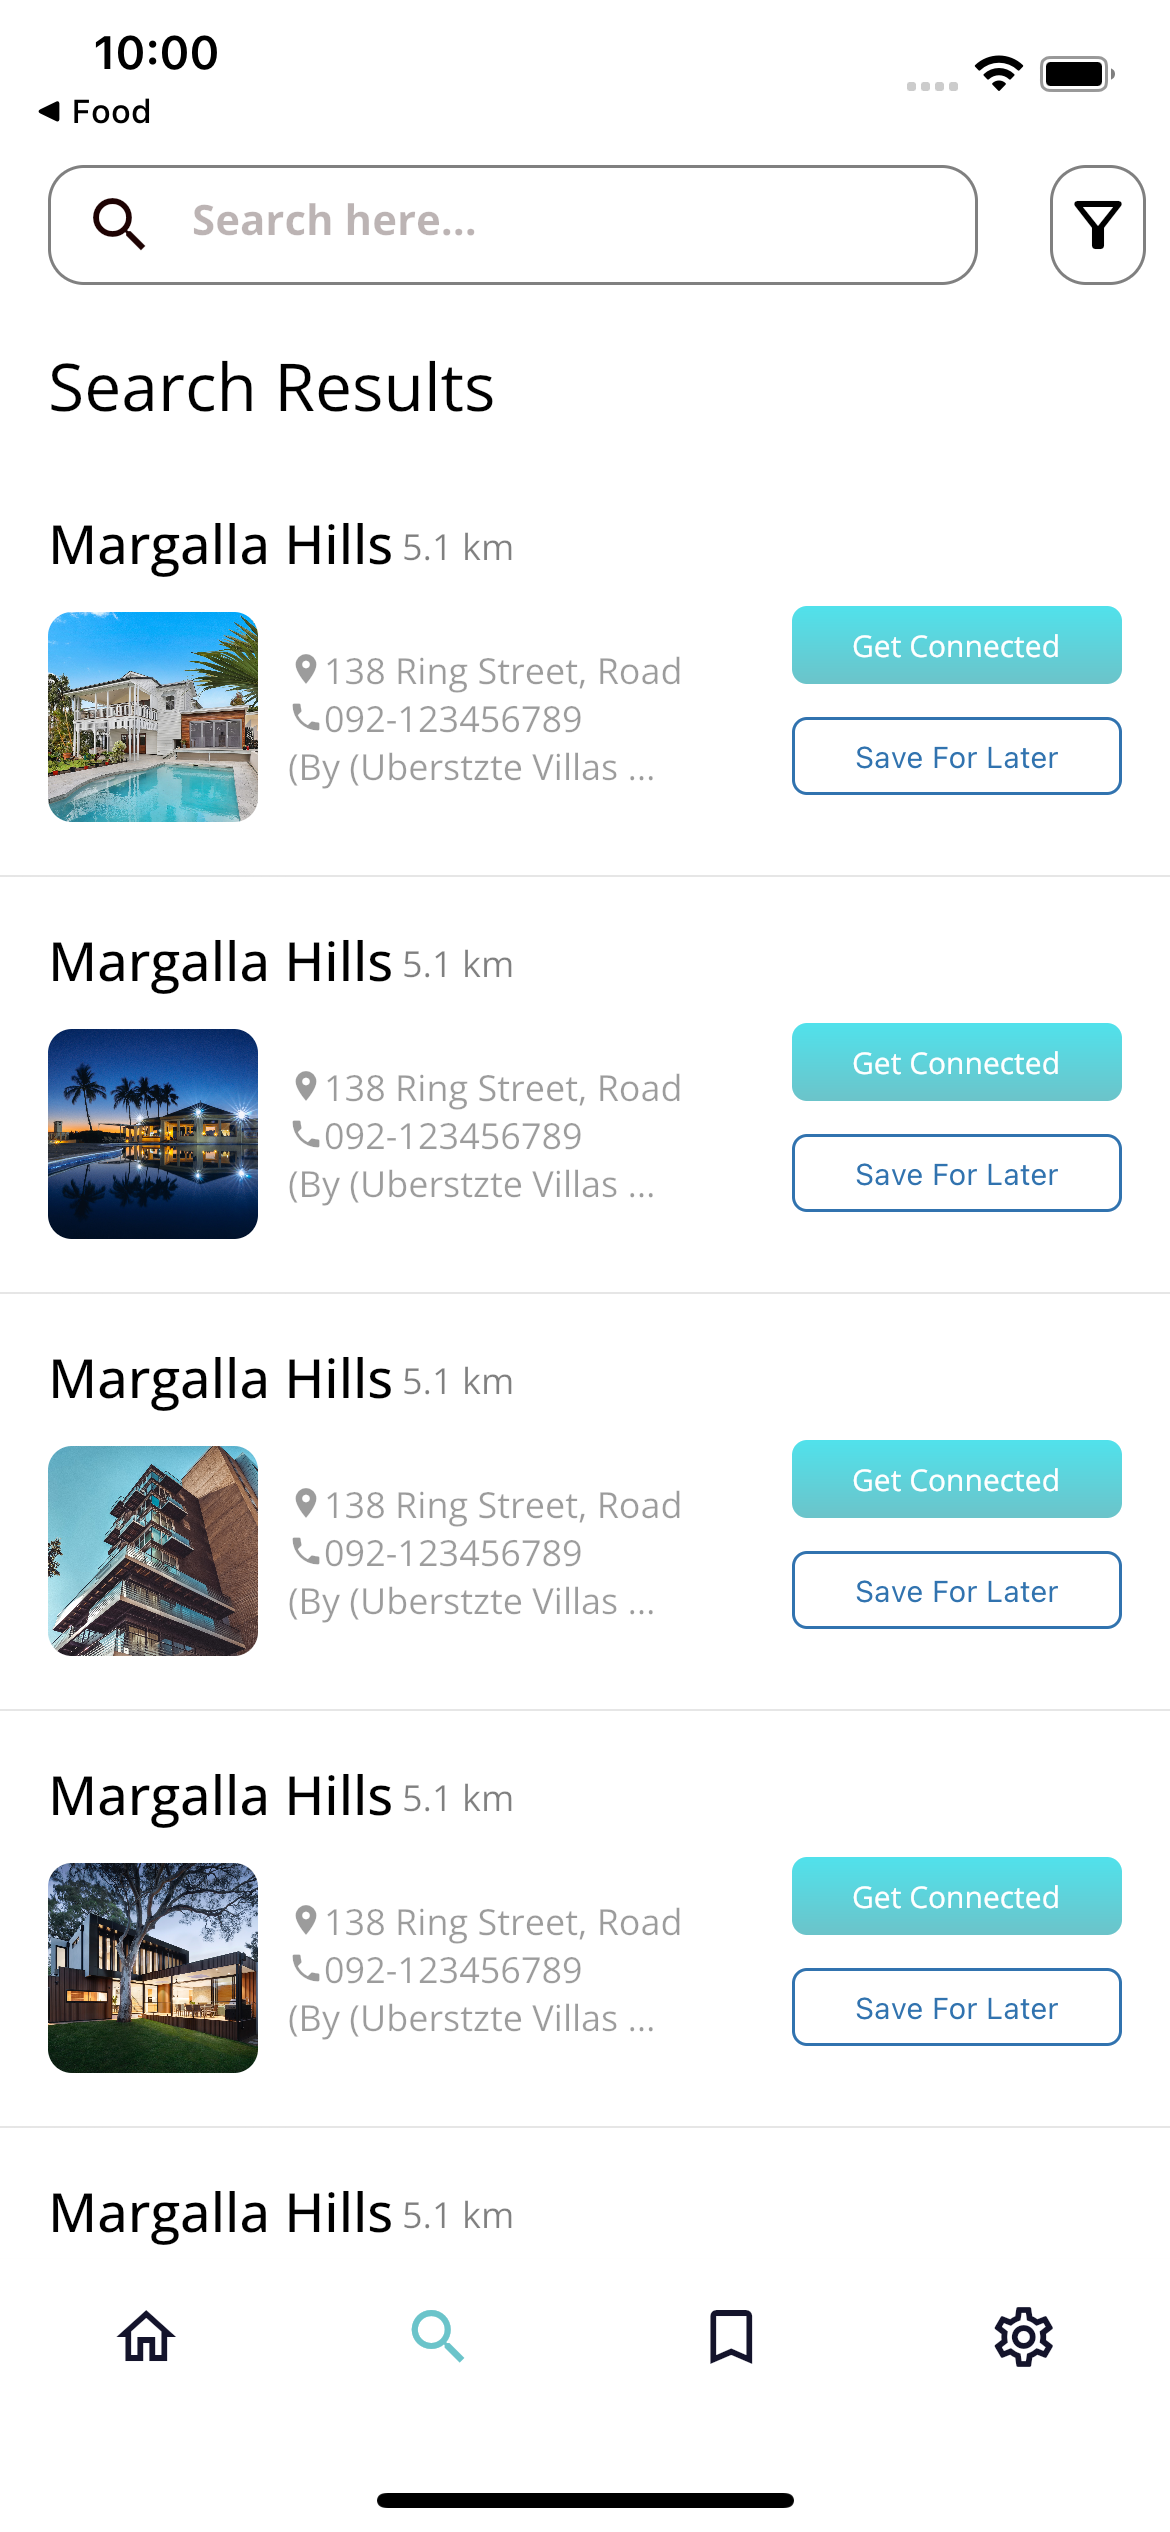 10:00
Food
Search here...
Search Results
Margalla Hills 5.1 km
138 Ring Street, Road
092-123456789
(By (Uberstzte Villas ...
Get Connected
Save For Later
Margalla Hills 5.1 km
138 Ring Street, Road
092-123456789
(By (Uberstzte Villas ...
Get Connected
Save For Later
Margalla Hills 5.1 km
138 Ring Street, Road
092-123456789
(By (Uberstzte Villas ...
Get Connected
Save For Later
Margalla Hills 5.1 km
138 Ring Street, Road
092-123456789
(By (Uberstzte Villas ...
Get Connected
Save For Later
Margalla Hills 5.1 km